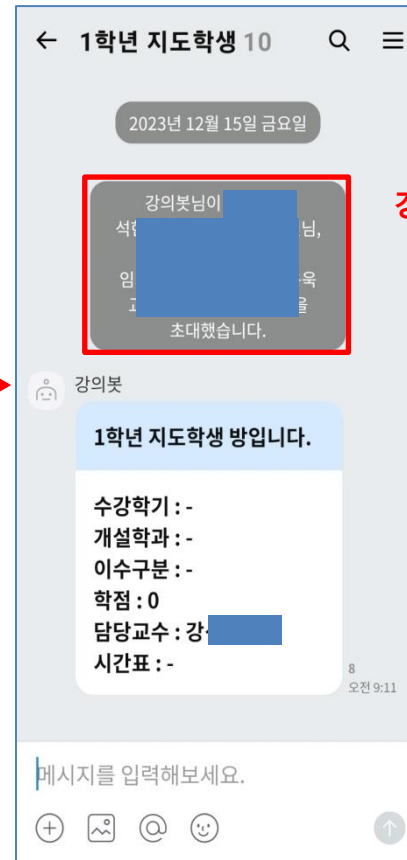 1학년 지도학생 10
2023년 12월 15일 금요일
강의봇님이
님,
임
욱
을
초대했습니다.
강의봇
1학년 지도학생 방입니다.
수강학기 : -
개설학과 : -
이수구분 : -
학점 : 0
담당교수 : 강
시간표 : -
8
오전 9:11
메시지를 입력해보세요.